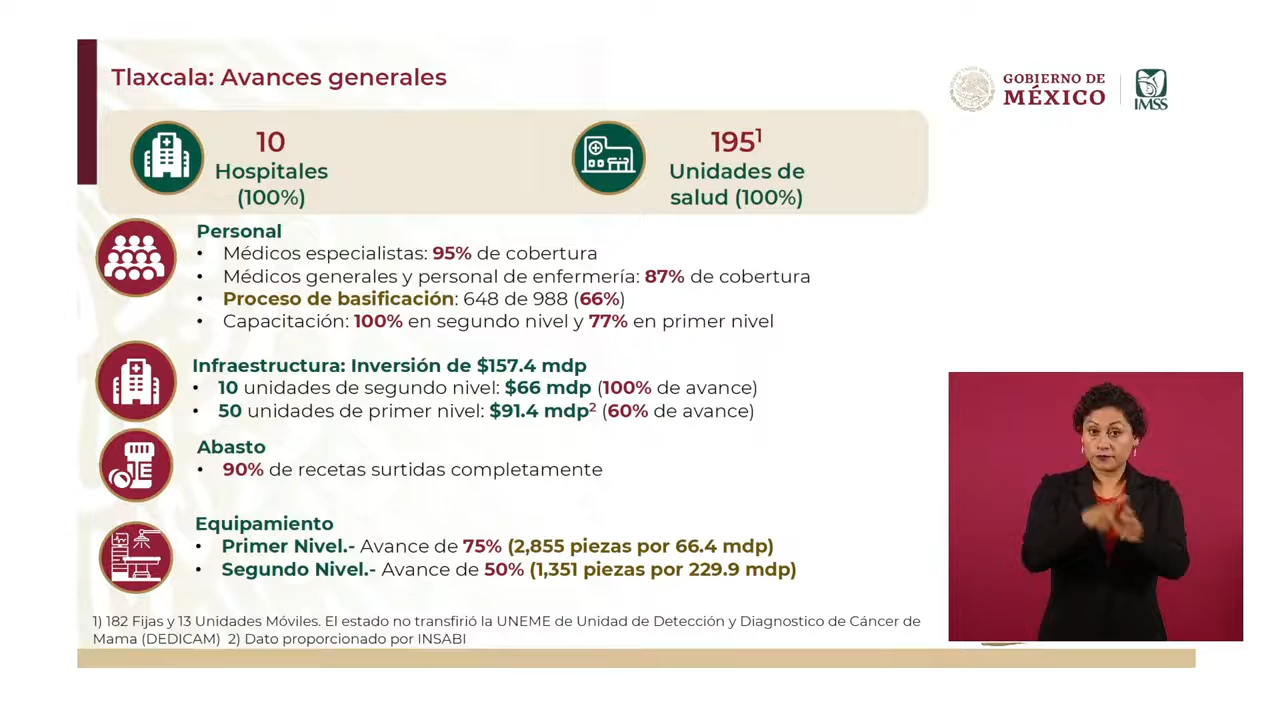 Tlaxcala: Avances generales
GOBIERNO DE
MÉXICO
IMSS
10
Hospitales
(100%)
195¹
Unidades de
salud (100%)
Personal
• Médicos especialistas: 95% de cobertura
• Médicos generales y personal de enfermería: 87% de cobertura
• Proceso de basificación: 648 de 988 (66%)
• Capacitación: 100% en segundo nivel y 77% en primer nivel
Infraestructura: Inversión de $157.4 mdp
• 10 unidades de segundo nivel: $66 mdp (100% de avance)
• 50 unidades de primer nivel: $91.4 mdp² (60% de avance)
Abasto
• 90% de recetas surtidas completamente
Equipamiento
• Primer Nivel.- Avance de 75% (2,855 piezas por 66.4 mdp)
• Segundo Nivel.- Avance de 50% (1,351 piezas por 229.9 mdp)
1) 182 Fijas y 13 Unidades Móviles. El estado no transfirió la UNEME de Unidad de Detección y Diagnostico de Cáncer de
Mama (DEDICAM) 2) Dato proporcionado por INSABI